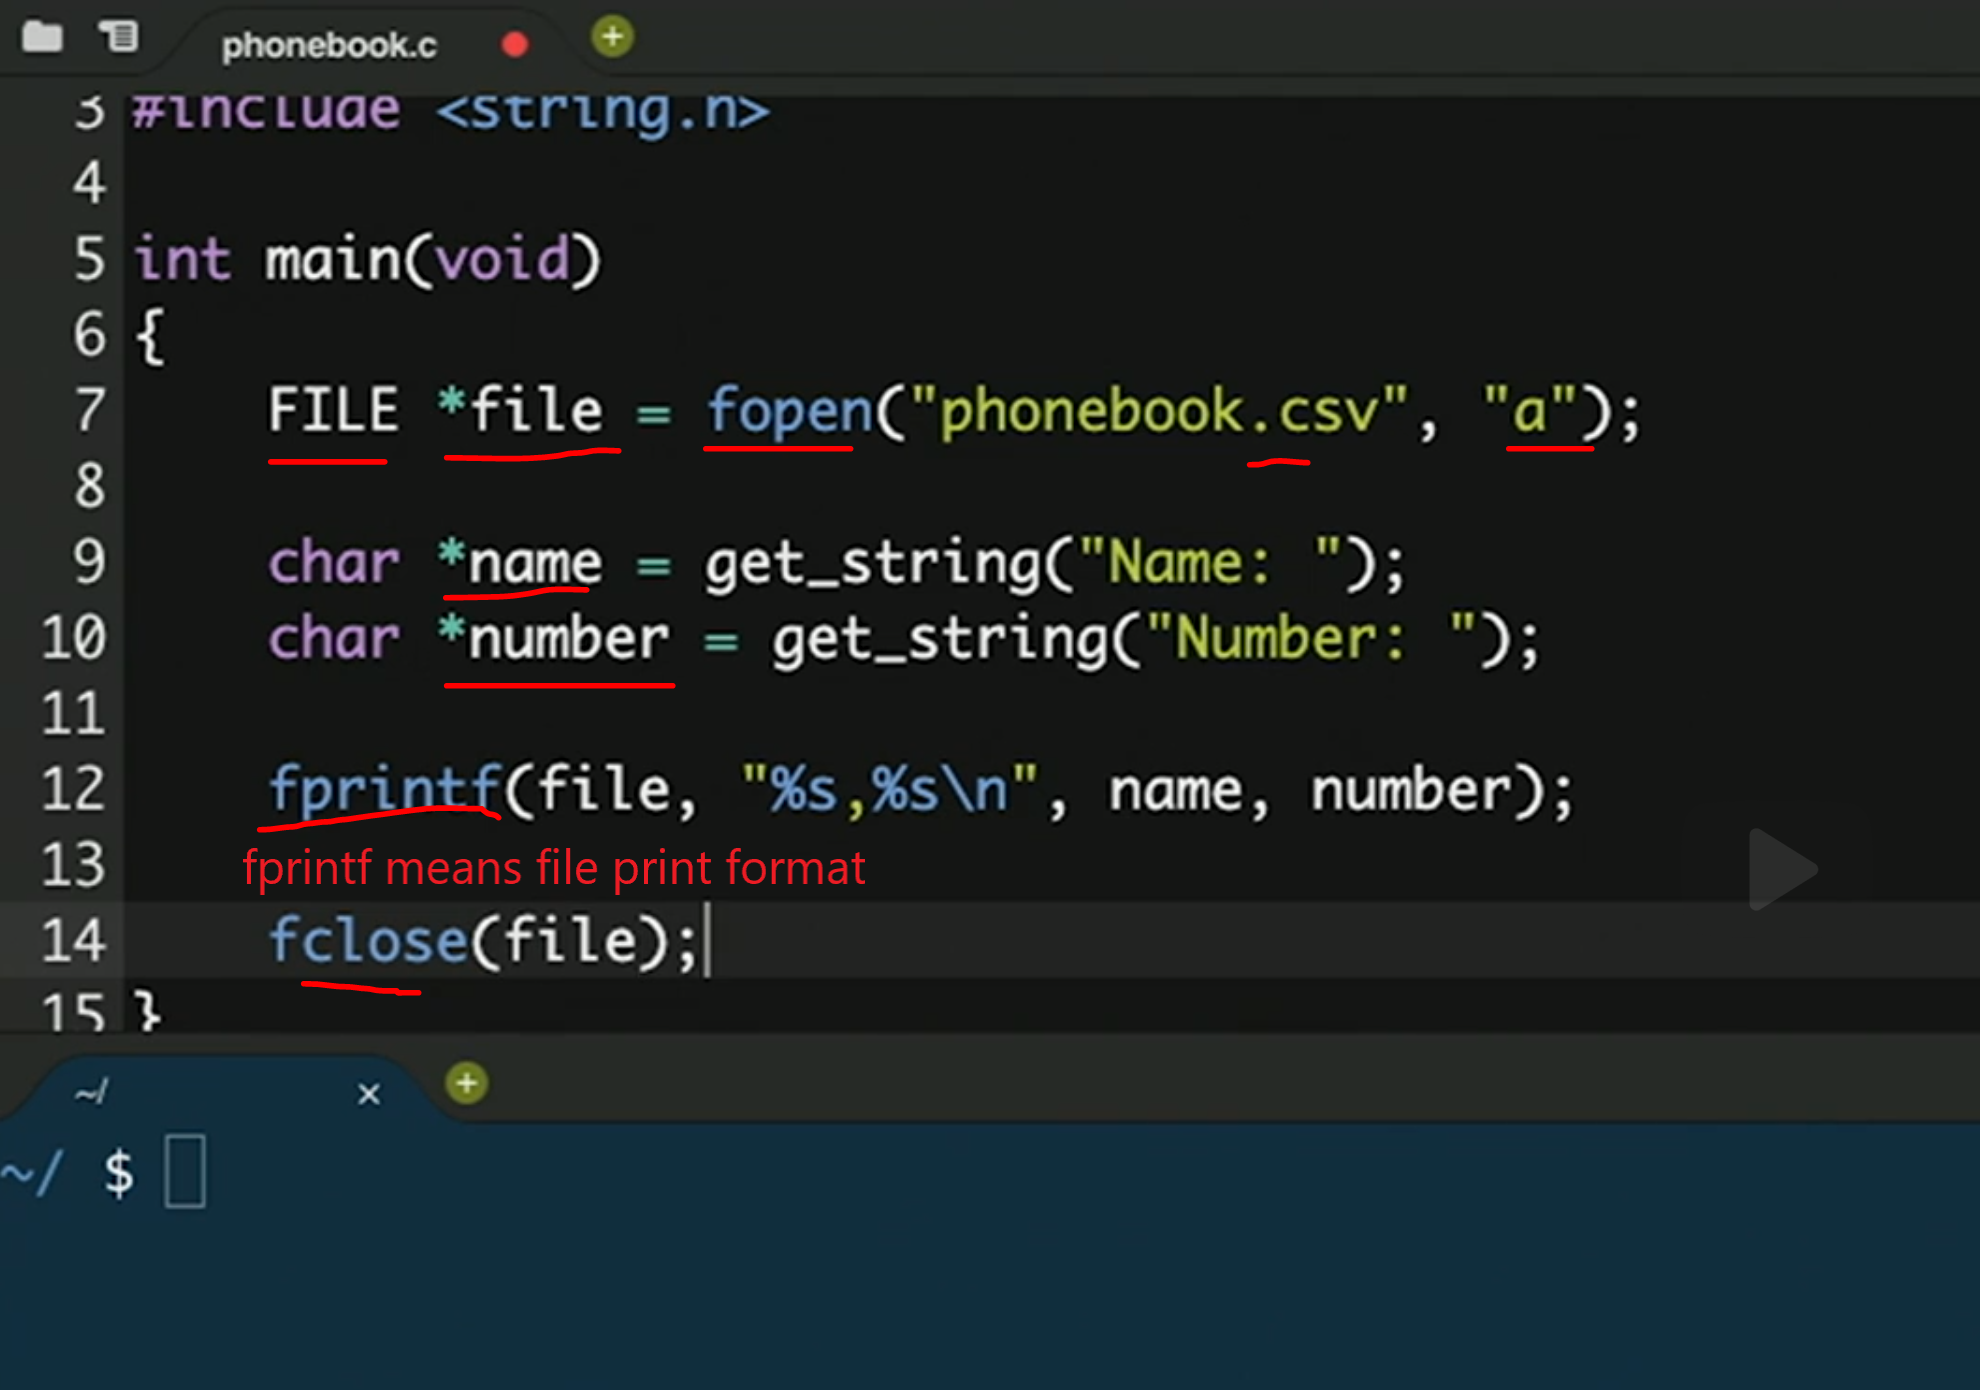 phonebook.c
3 #include <string.h>
4
5 int main(void)
6 {
7 FILE *file = fopen("phonebook.csv", "a");
8
9 char *name = get_string("Name: ");
10 char *number = get_string("Number: ");
11
12 fprintf(file, "%s,%s\n", name, number);
13 fprintf means file print format
14 fclose(file);
15 }
~/ ×
~/ $